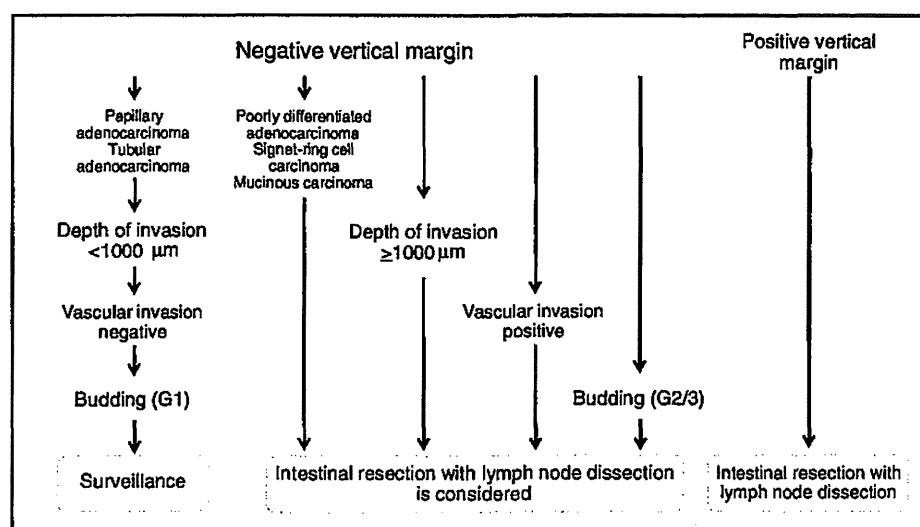 Negative vertical margin
Positive vertical
margin
Papillary
adenocarcinoma
Tubular
adenocarcinoma
Poorly differentiated
adenocarcinoma
Signet-ring cell
carcinoma
Mucinous carcinoma
Depth of invasion
<1000 μm
Depth of invasion
≥1000 μm
Vascular invasion
negative
Vascular invasion
positive
Budding (G1)
Budding (G2/3)
Surveillance
Intestinal resection with lymph node dissection
is considered
Intestinal resection with
lymph node dissection